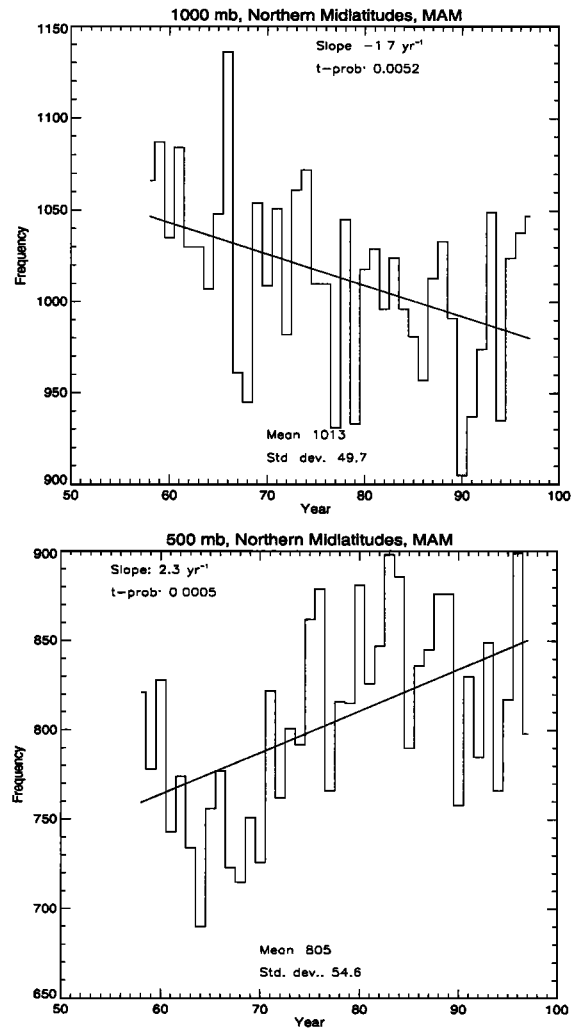 1000 mb, Northern Midlatitudes, MAM
1150
Slope -1 7 yr⁻¹
t-prob· 0.0052
1100
1050
Frequency
1000
950
Mean 1013
Std dev. 49.7
900
50 60 70 80 90 100
Year
500 mb, Northern Midlatitudes, MAM
900
Slope: 2.3 yr⁻¹
t-prob: 0 0005
850
800
Frequency
750
700
Mean 805
Std. dev.. 54.6
650
50 60 70 80 90 100
Year